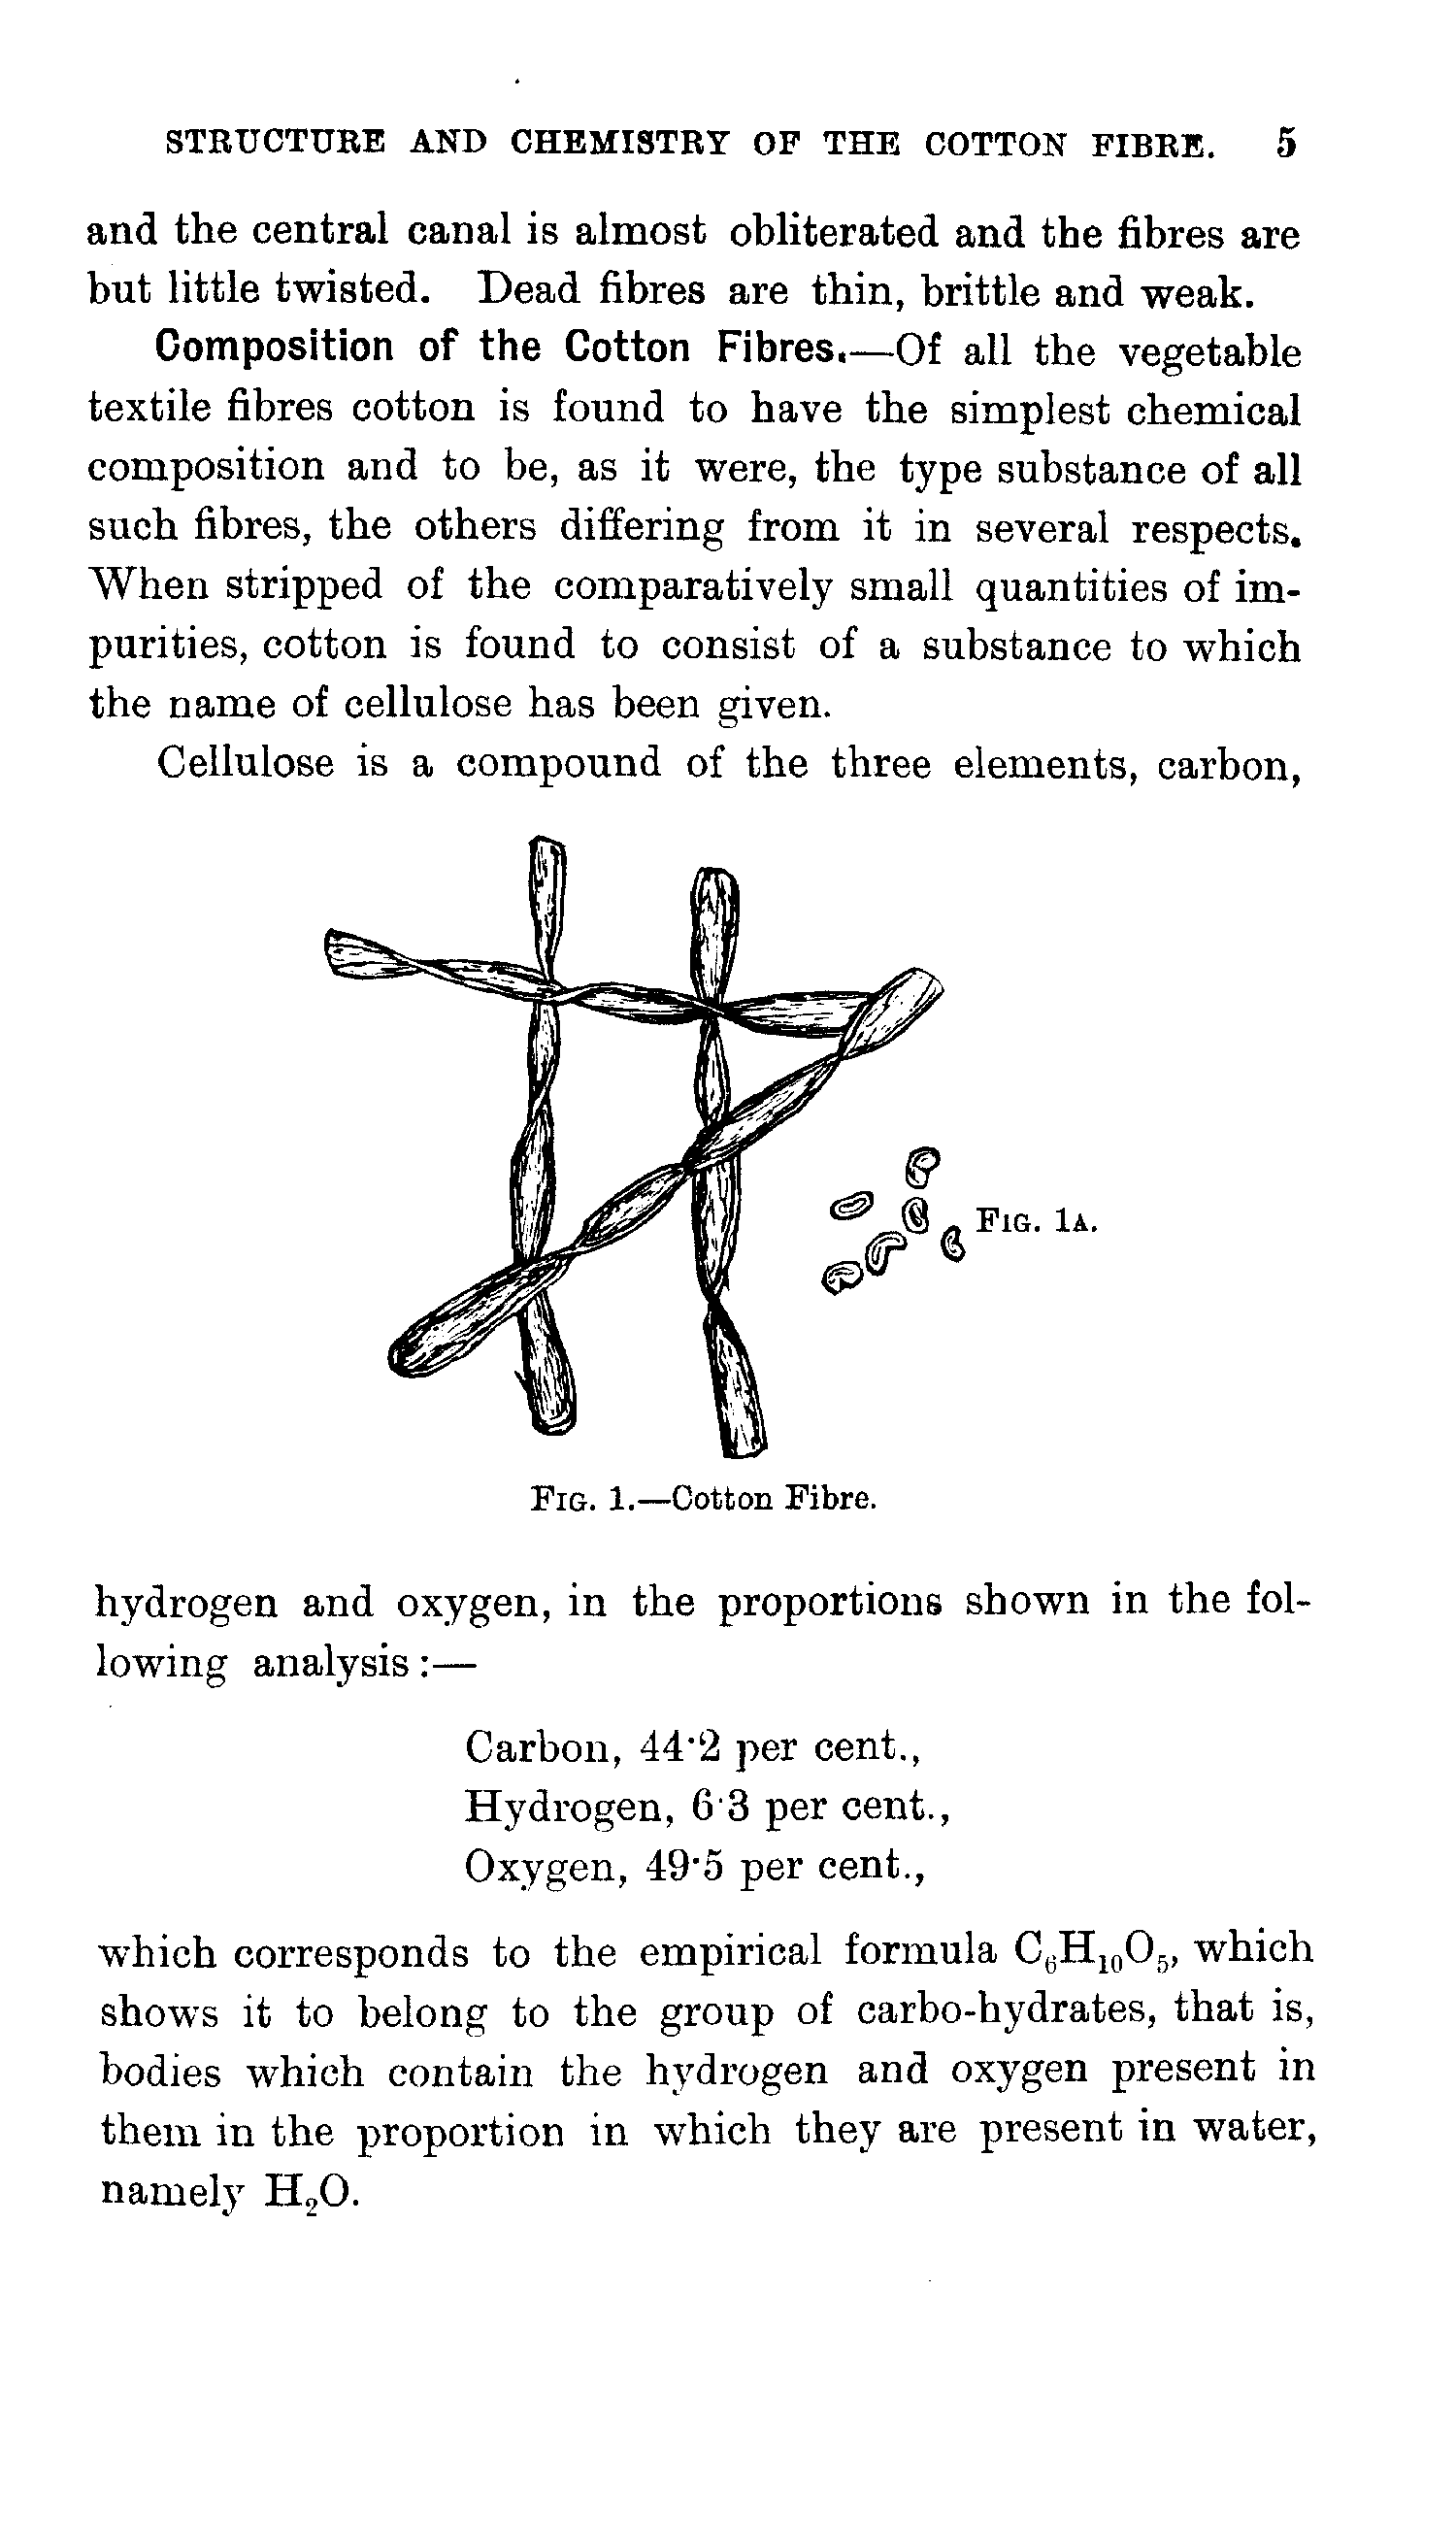 STRUCTURE AND CHEMISTRY OF THE COTTON FIBRE. 5
and the central canal is almost obliterated and the fibres are
but little twisted. Dead fibres are thin, brittle and weak.
Composition of the Cotton Fibres.—Of all the vegetable
textile fibres cotton is found to have the simplest chemical
composition and to be, as it were, the type substance of all
such fibres, the others differing from it in several respects.
When stripped of the comparatively small quantities of im-
purities, cotton is found to consist of a substance to which
the name of cellulose has been given.
Cellulose is a compound of the three elements, carbon,
FIG. 1A.
FIG. 1.—Cotton Fibre.
hydrogen and oxygen, in the proportions shown in the fol-
lowing analysis:—
Carbon, 44·2 per cent.,
Hydrogen, 6·3 per cent.,
Oxygen, 49·5 per cent.,
which corresponds to the empirical formula C₆H₁₀O₅, which
shows it to belong to the group of carbo-hydrates, that is,
bodies which contain the hydrogen and oxygen present in
them in the proportion in which they are present in water,
namely H₂O.